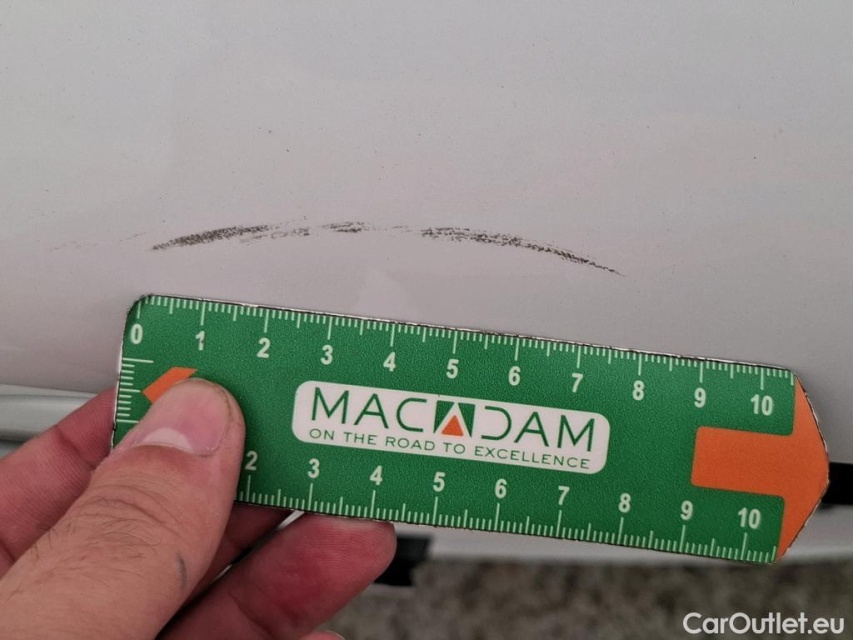 0 1 2 3 4 5 6 7 8 9 10
MACADAM
ON THE ROAD TO EXCELLENCE
2 3 4 5 6 7 8 9 10
CarOutlet.eu